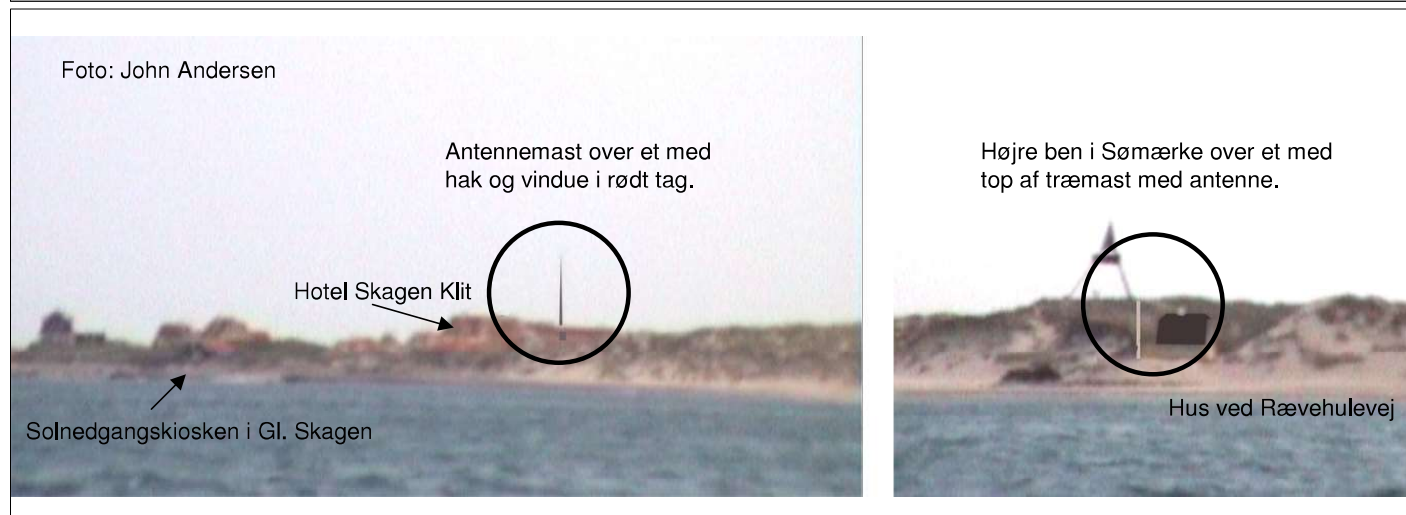 Foto: John Andersen
Antennemast over et med
hak og vindue i rødt tag.
Hotel Skagen Klit
Solnedgangskiosken i Gl. Skagen
Højre ben i Sømærke over et med
top af træmast med antenne.
Hus ved Rævehulevej